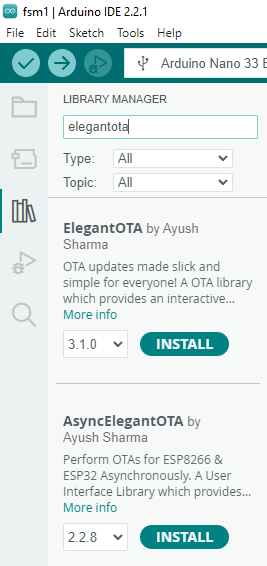 fsm1 | Arduino IDE 2.2.1
File Edit Sketch Tools Help
Arduino Nano 33 B
LIBRARY MANAGER
elegantota
Type: All
Topic: All
ElegantOTA by Ayush
Sharma
OTA updates made slick and
simple for everyone! A OTA library
which provides an interactive...
More info
3.1.0 INSTALL
AsyncElegantOTA by
Ayush Sharma
Perform OTAs for ESP8266 &
ESP32 Asynchronously. A User
Interface Library which provides...
More info
2.2.8 INSTALL